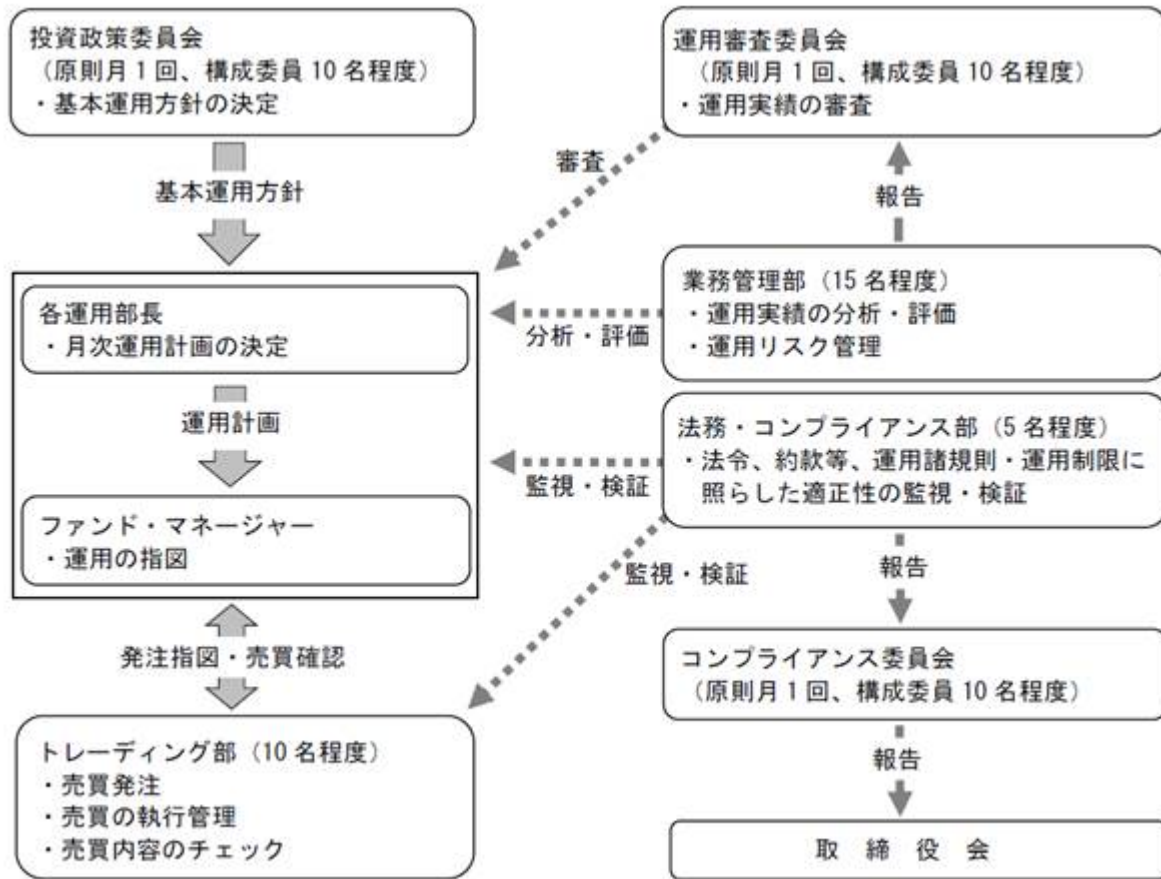 投資政策委員会
（原則月１回、構成委員 10 名程度）
・基本運用方針の決定
基本運用方針
各運用部長
・月次運用計画の決定
運用計画
ファンド・マネージャー
・運用の指図
発注指図・売買確認
トレーディング部（10 名程度）
・売買発注
・売買の執行管理
・売買内容のチェック
運用審査委員会
（原則月１回、構成委員 10 名程度）
・運用実績の審査
審査
報告
業務管理部（15 名程度）
・運用実績の分析・評価
・運用リスク管理
分析・評価
法務・コンプライアンス部（5 名程度）
・法令、約款等、運用諸規則・運用制限に
照らした適正性の監視・検証
監視・検証
監視・検証
報告
コンプライアンス委員会
（原則月１回、構成委員 10 名程度）
報告
取　締　役　会